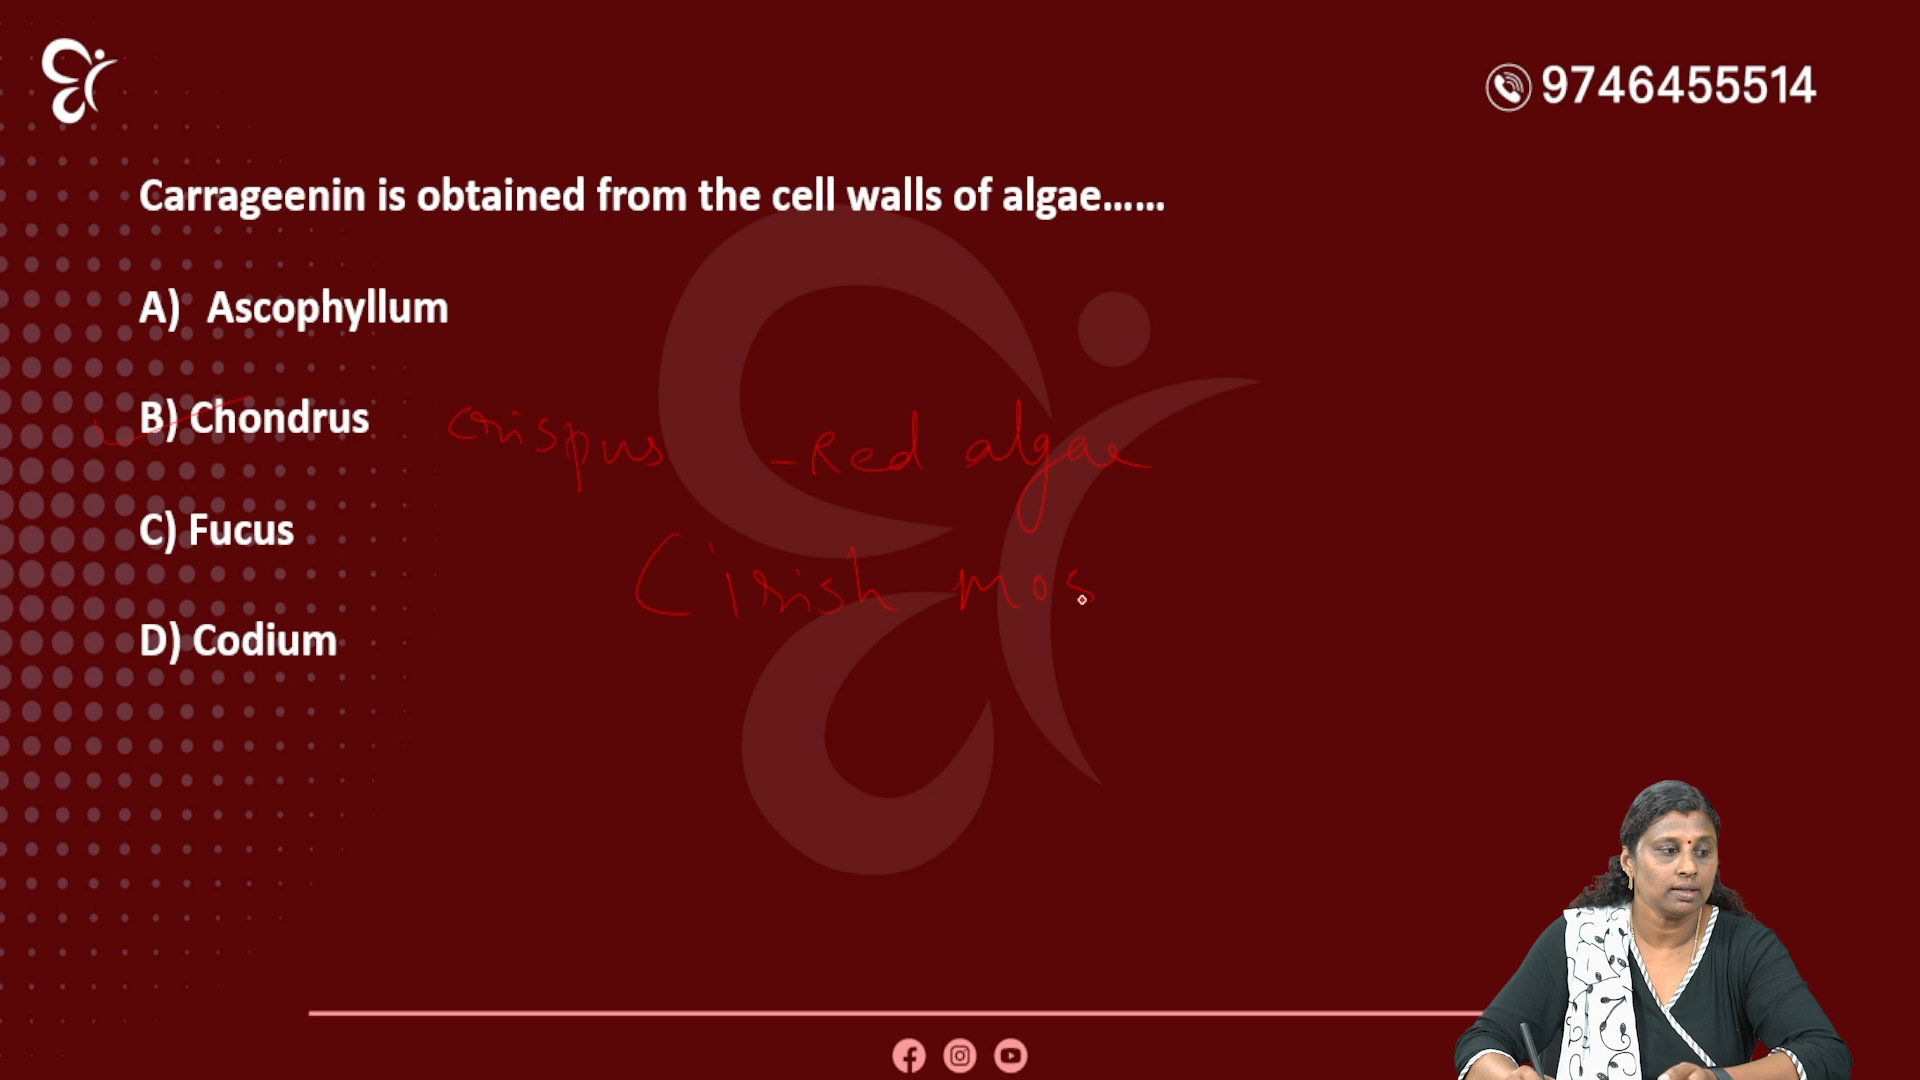 9746455514
Carrageenin is obtained from the cell walls of algae......
A) Ascophyllum
B) Chondrus crispus - Red algae
C) Fucus
(irish mos
D) Codium